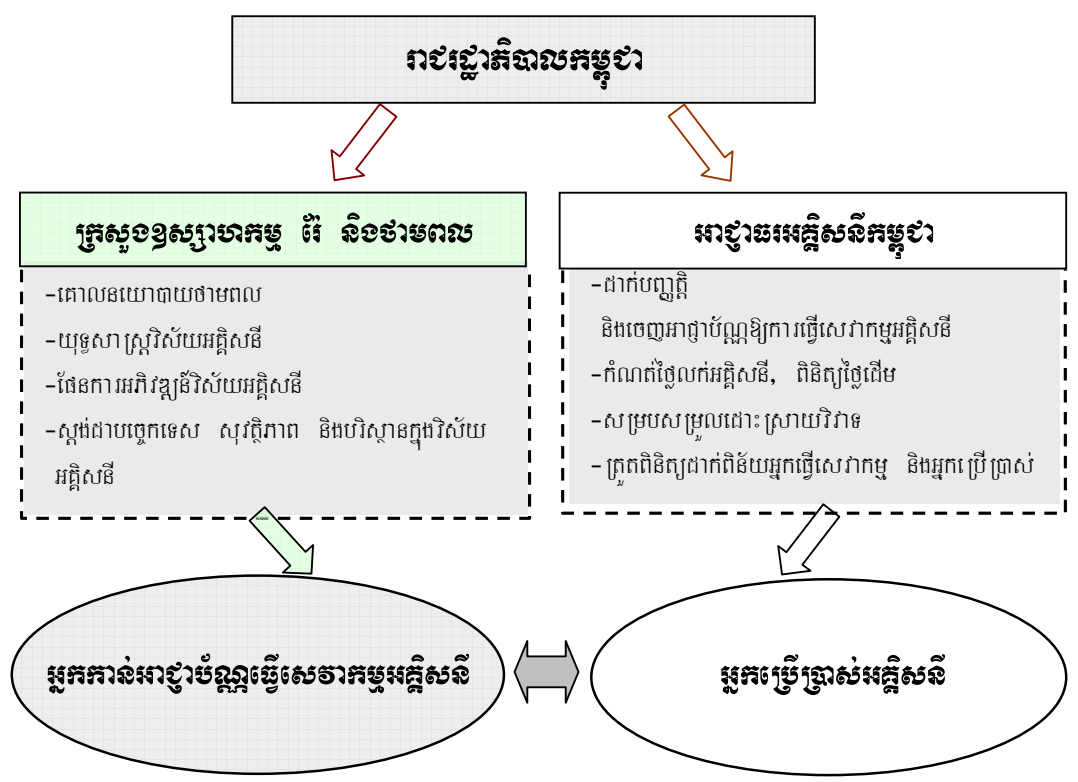 រាជរដ្ឋាភិបាលកម្ពុជា
ក្រសួងឧស្សាហកម្ម រ៉ែ និងថាមពល
-គោលនយោបាយថាមពល
-យុទ្ធសាស្ត្រវិស័យអគ្គិសនី
-ផែនការអភិវឌ្ឍន៍វិស័យអគ្គិសនី
-ស្តង់ដាបច្ចេកទេស សុវត្ថិភាព និងបរិស្ថានក្នុងវិស័យ
អគ្គិសនី
អាជ្ញាធរអគ្គិសនីកម្ពុជា
-ដាក់បញ្ញត្តិ
និងចេញអាជ្ញាប័ណ្ណឱ្យការធ្វើសេវាកម្មអគ្គិសនី
-កំណត់ថ្លៃលក់អគ្គិសនី, ពិនិត្យថ្លៃដើម
-សម្របសម្រួលដោះស្រាយវិវាទ
-ត្រួតពិនិត្យដាក់ពិន័យអ្នកធ្វើសេវាកម្ម និងអ្នកប្រើប្រាស់
អ្នកកាន់អាជ្ញាប័ណ្ណធ្វើសេវាកម្មអគ្គិសនី
អ្នកប្រើប្រាស់អគ្គិសនី